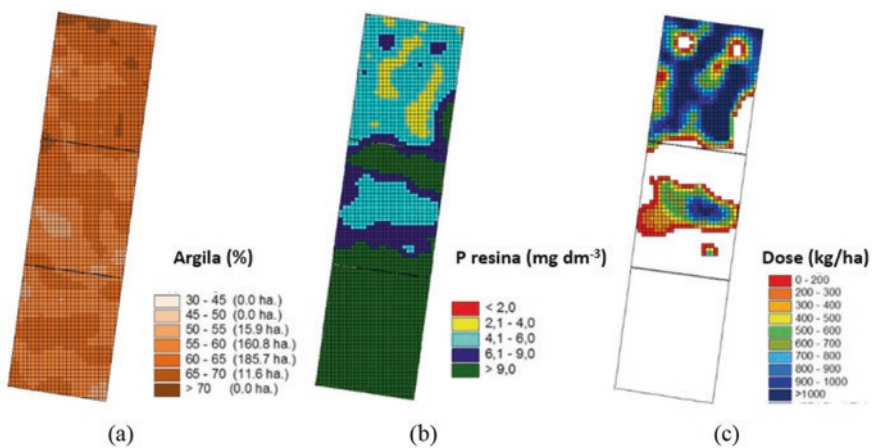 Argila (%)
30 - 45 (0.0 ha.)
45 - 50 (0.0 ha.)
50 - 55 (15.9 ha.)
55 - 60 (160.8 ha.)
60 - 65 (185.7 ha.)
65 - 70 (11.6 ha.)
> 70 (0.0 ha.)
(a)
P resina (mg dm⁻³)
< 2,0
2,1 - 4,0
4,1 - 6,0
6,1 - 9,0
> 9,0
(b)
Dose (kg/ha)
0 - 200
200 - 300
300 - 400
400 - 500
500 - 600
600 - 700
700 - 800
800 - 900
900 - 1000
>1000
(c)